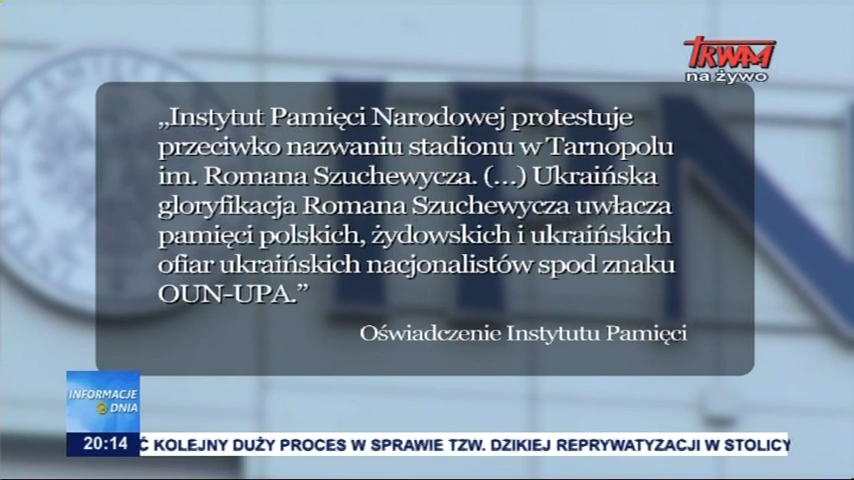 TRWAM
na żywo
„Instytut Pamięci Narodowej protestuje
przeciwko nazwaniu stadionu w Tarnopolu
im. Romana Szuchewycza. (...) Ukraińska
gloryfikacja Romana Szuchewycza uwłacza
pamięci polskich, żydowskich i ukraińskich
ofiar ukraińskich nacjonalistów spod znaku
OUN-UPA.”
Oświadczenie Instytutu Pamięci
IPN
INFORMACJE
DNIA
20:14
Ć KOLEJNY DUŻY PROCES W SPRAWIE TZW. DZIKIEJ REPRYWATYZACJI W STOLICY